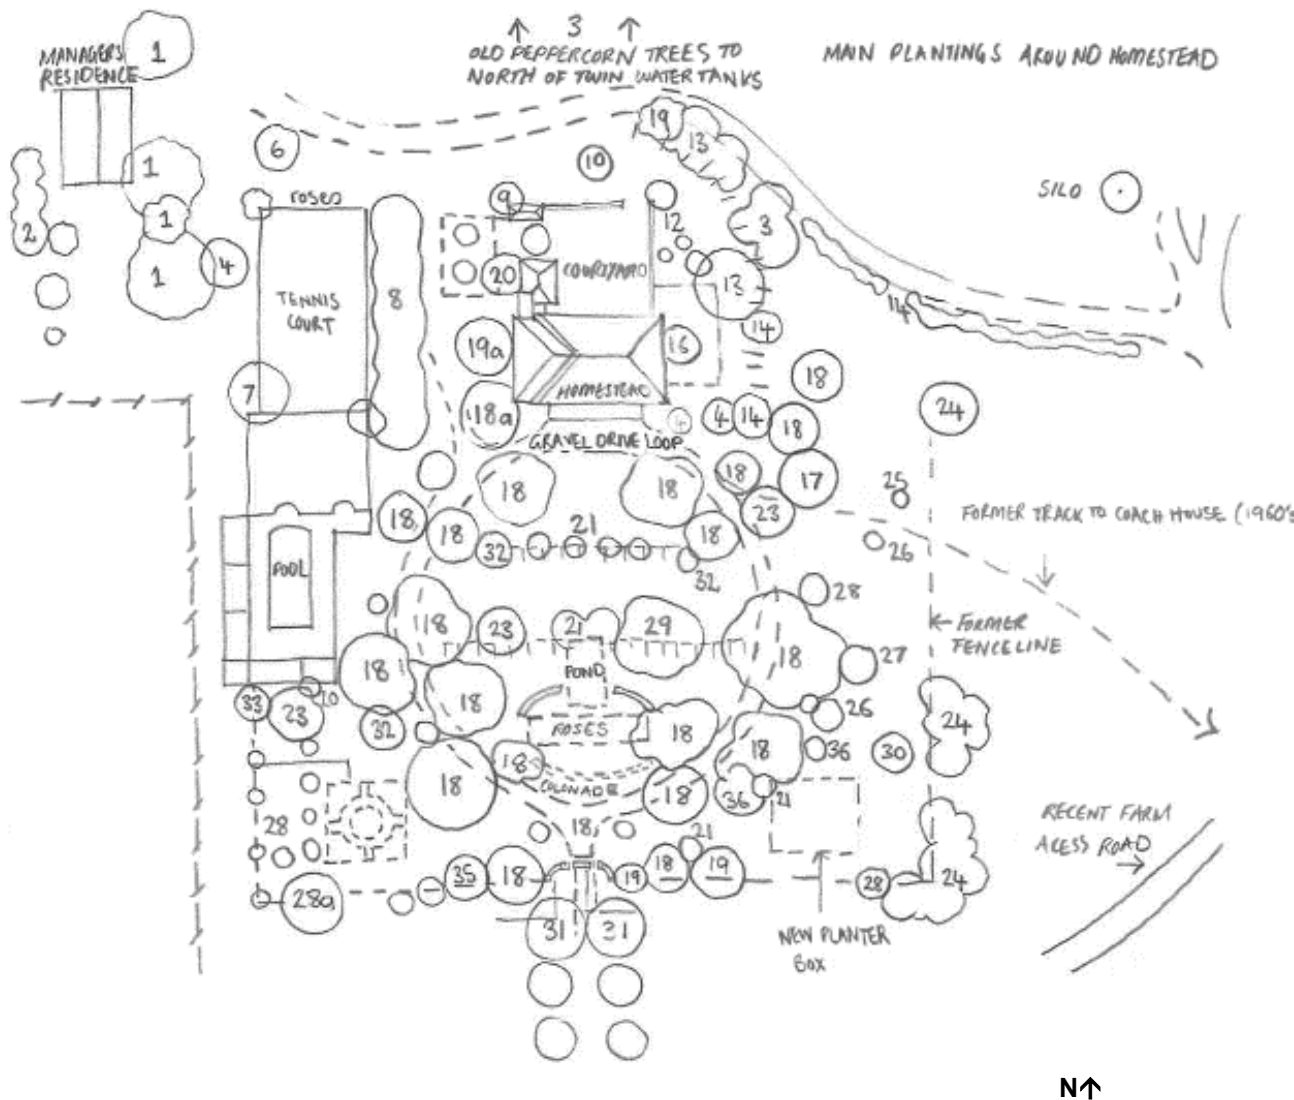 3
OLD PEPPERCORN TREES TO
NORTH OF TWIN WATER TANKS
MAIN PLANTINGS AROUND HOMESTEAD
MANAGERS
RESIDENCE
1
19
13
6
1
10
SILO
roses
9
12
3
2
1
4
1
20
COURTYARD
13
TENNIS
COURT
8
14
14
19a
16
18
7
HOMESTEAD
18a
4
4
14
18
24
GRAVEL DRIVE LOOP
18
18
18
17
25
23
FORMER TRACK TO COACH HOUSE (1960's
18
18
21
18
32
32
26
POOL
28
18
23
21
29
18
FORMER
FENCELINE
27
18
POND
33
23
20
18
26
32
ROSES
18
18
36
30
24
18
18
COLONADE
18
36
21
28
18
21
RECENT FARM
ACESS ROAD
35
18
19
18
19
28
24
28a
31
31
NEW PLANTER
BOX
N